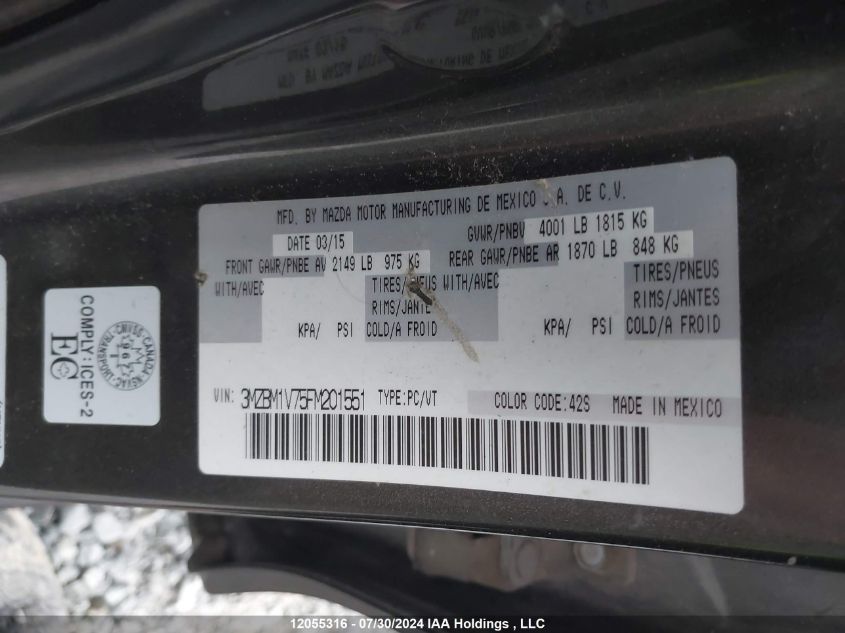 MFD. BY MAZDA MOTOR MANUFACTURING DE MEXICO S.A. DE C.V.
DATE 03/15
GVWR/PNBV 4001 LB 1815 KG
FRONT GAWR/PNBE AV 2149 LB 975 KG
REAR GAWR/PNBE AR 1870 LB 848 KG
WITH/AVEC
TIRES/PNEUS
RIMS/JANTES
WITH/AVEC
TIRES/PNEUS
RIMS/JANTES
KPA/ PSI COLD/A FROID
KPA/ PSI COLD/A FROID
VIN: 3MZBM1V75FM201551 TYPE:PC/VT
COLOR CODE:42S MADE IN MEXICO
COMPLY:ICES-2
EC
CANADA
12055316 - 07/30/2024 IAA Holdings , LLC